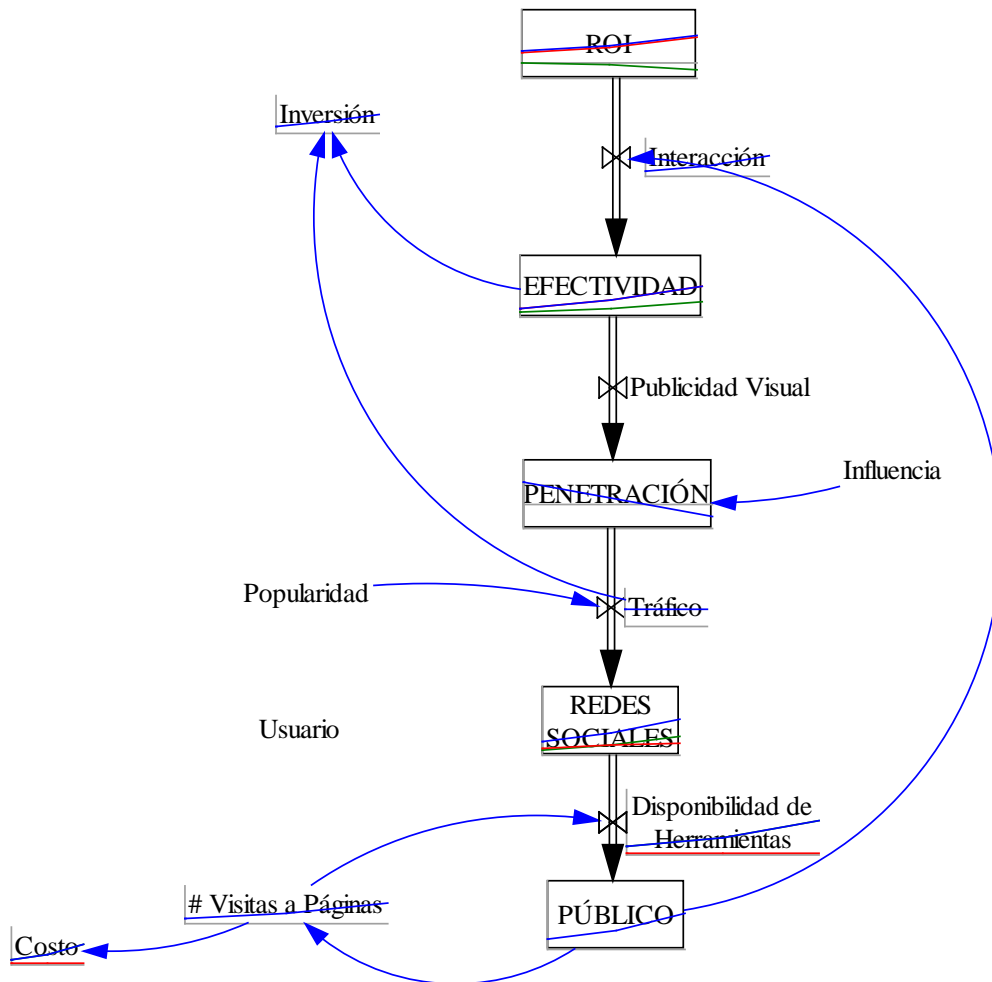 ROI
Inversión
Interacción
EFECTIVIDAD
Publicidad Visual
Influencia
PENETRACIÓN
Popularidad
Tráfico
REDES
SOCIALES
Usuario
Disponibilidad de
Herramientas
# Visitas a Páginas
PÚBLICO
Costo